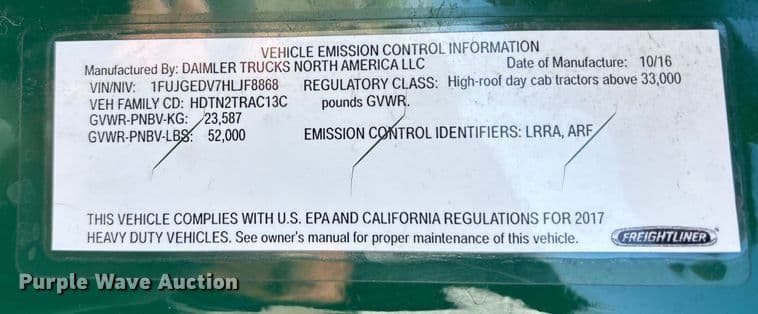 VEHICLE EMISSION CONTROL INFORMATION
Manufactured By: DAIMLER TRUCKS NORTH AMERICA LLC Date of Manufacture: 10/16
VIN/NIV: 1FUJGEDV7HLJF8868 REGULATORY CLASS: High-roof day cab tractors above 33,000
VEH FAMILY CD: HDTN2TRAC13C pounds GVWR.
GVWR-PNBV-KG: 23,587
GVWR-PNBV-LBS: 52,000 EMISSION CONTROL IDENTIFIERS: LRRA, ARF
THIS VEHICLE COMPLIES WITH U.S. EPA AND CALIFORNIA REGULATIONS FOR 2017
HEAVY DUTY VEHICLES. See owner's manual for proper maintenance of this vehicle. FREIGHTLINER
Purple Wave Auction